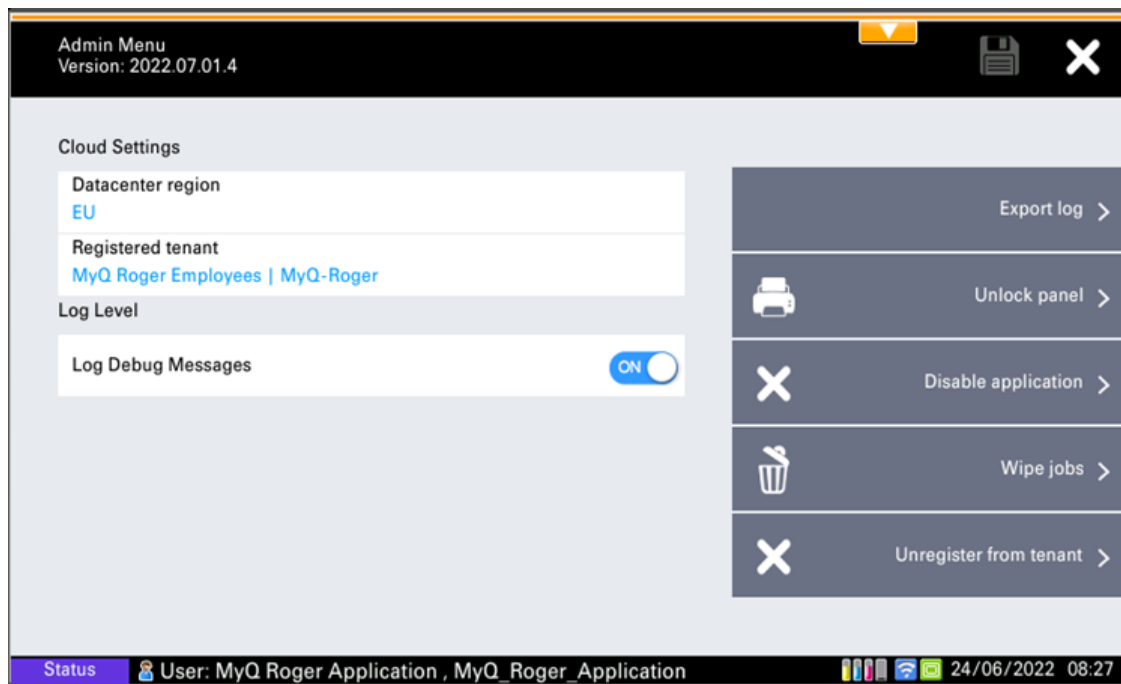 Admin Menu
Version: 2022.07.01.4
Cloud Settings
Datacenter region
EU
Registered tenant
MyQ Roger Employees | MyQ-Roger
Log Level
Log Debug Messages
ON
Export log
Unlock panel
Disable application
Wipe jobs
Unregister from tenant
Status
User: MyQ Roger Application , MyQ_Roger_Application
24/06/2022 08:27